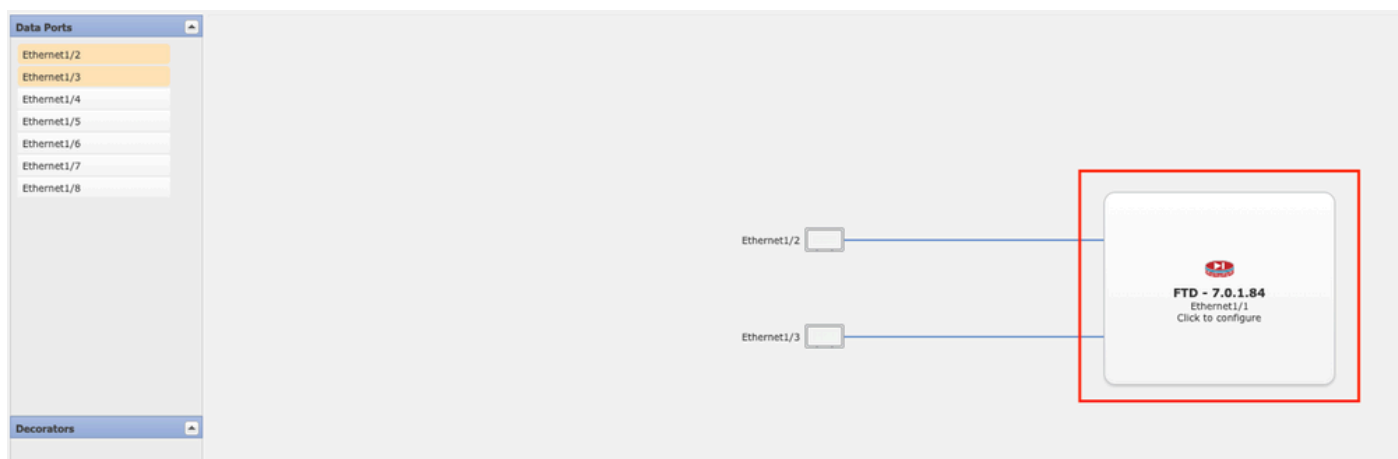 Data Ports
Ethernet1/2
Ethernet1/3
Ethernet1/4
Ethernet1/5
Ethernet1/6
Ethernet1/7
Ethernet1/8
Ethernet1/2
Ethernet1/3
FTD - 7.0.1.84
Ethernet1/1
Click to configure
Decorators